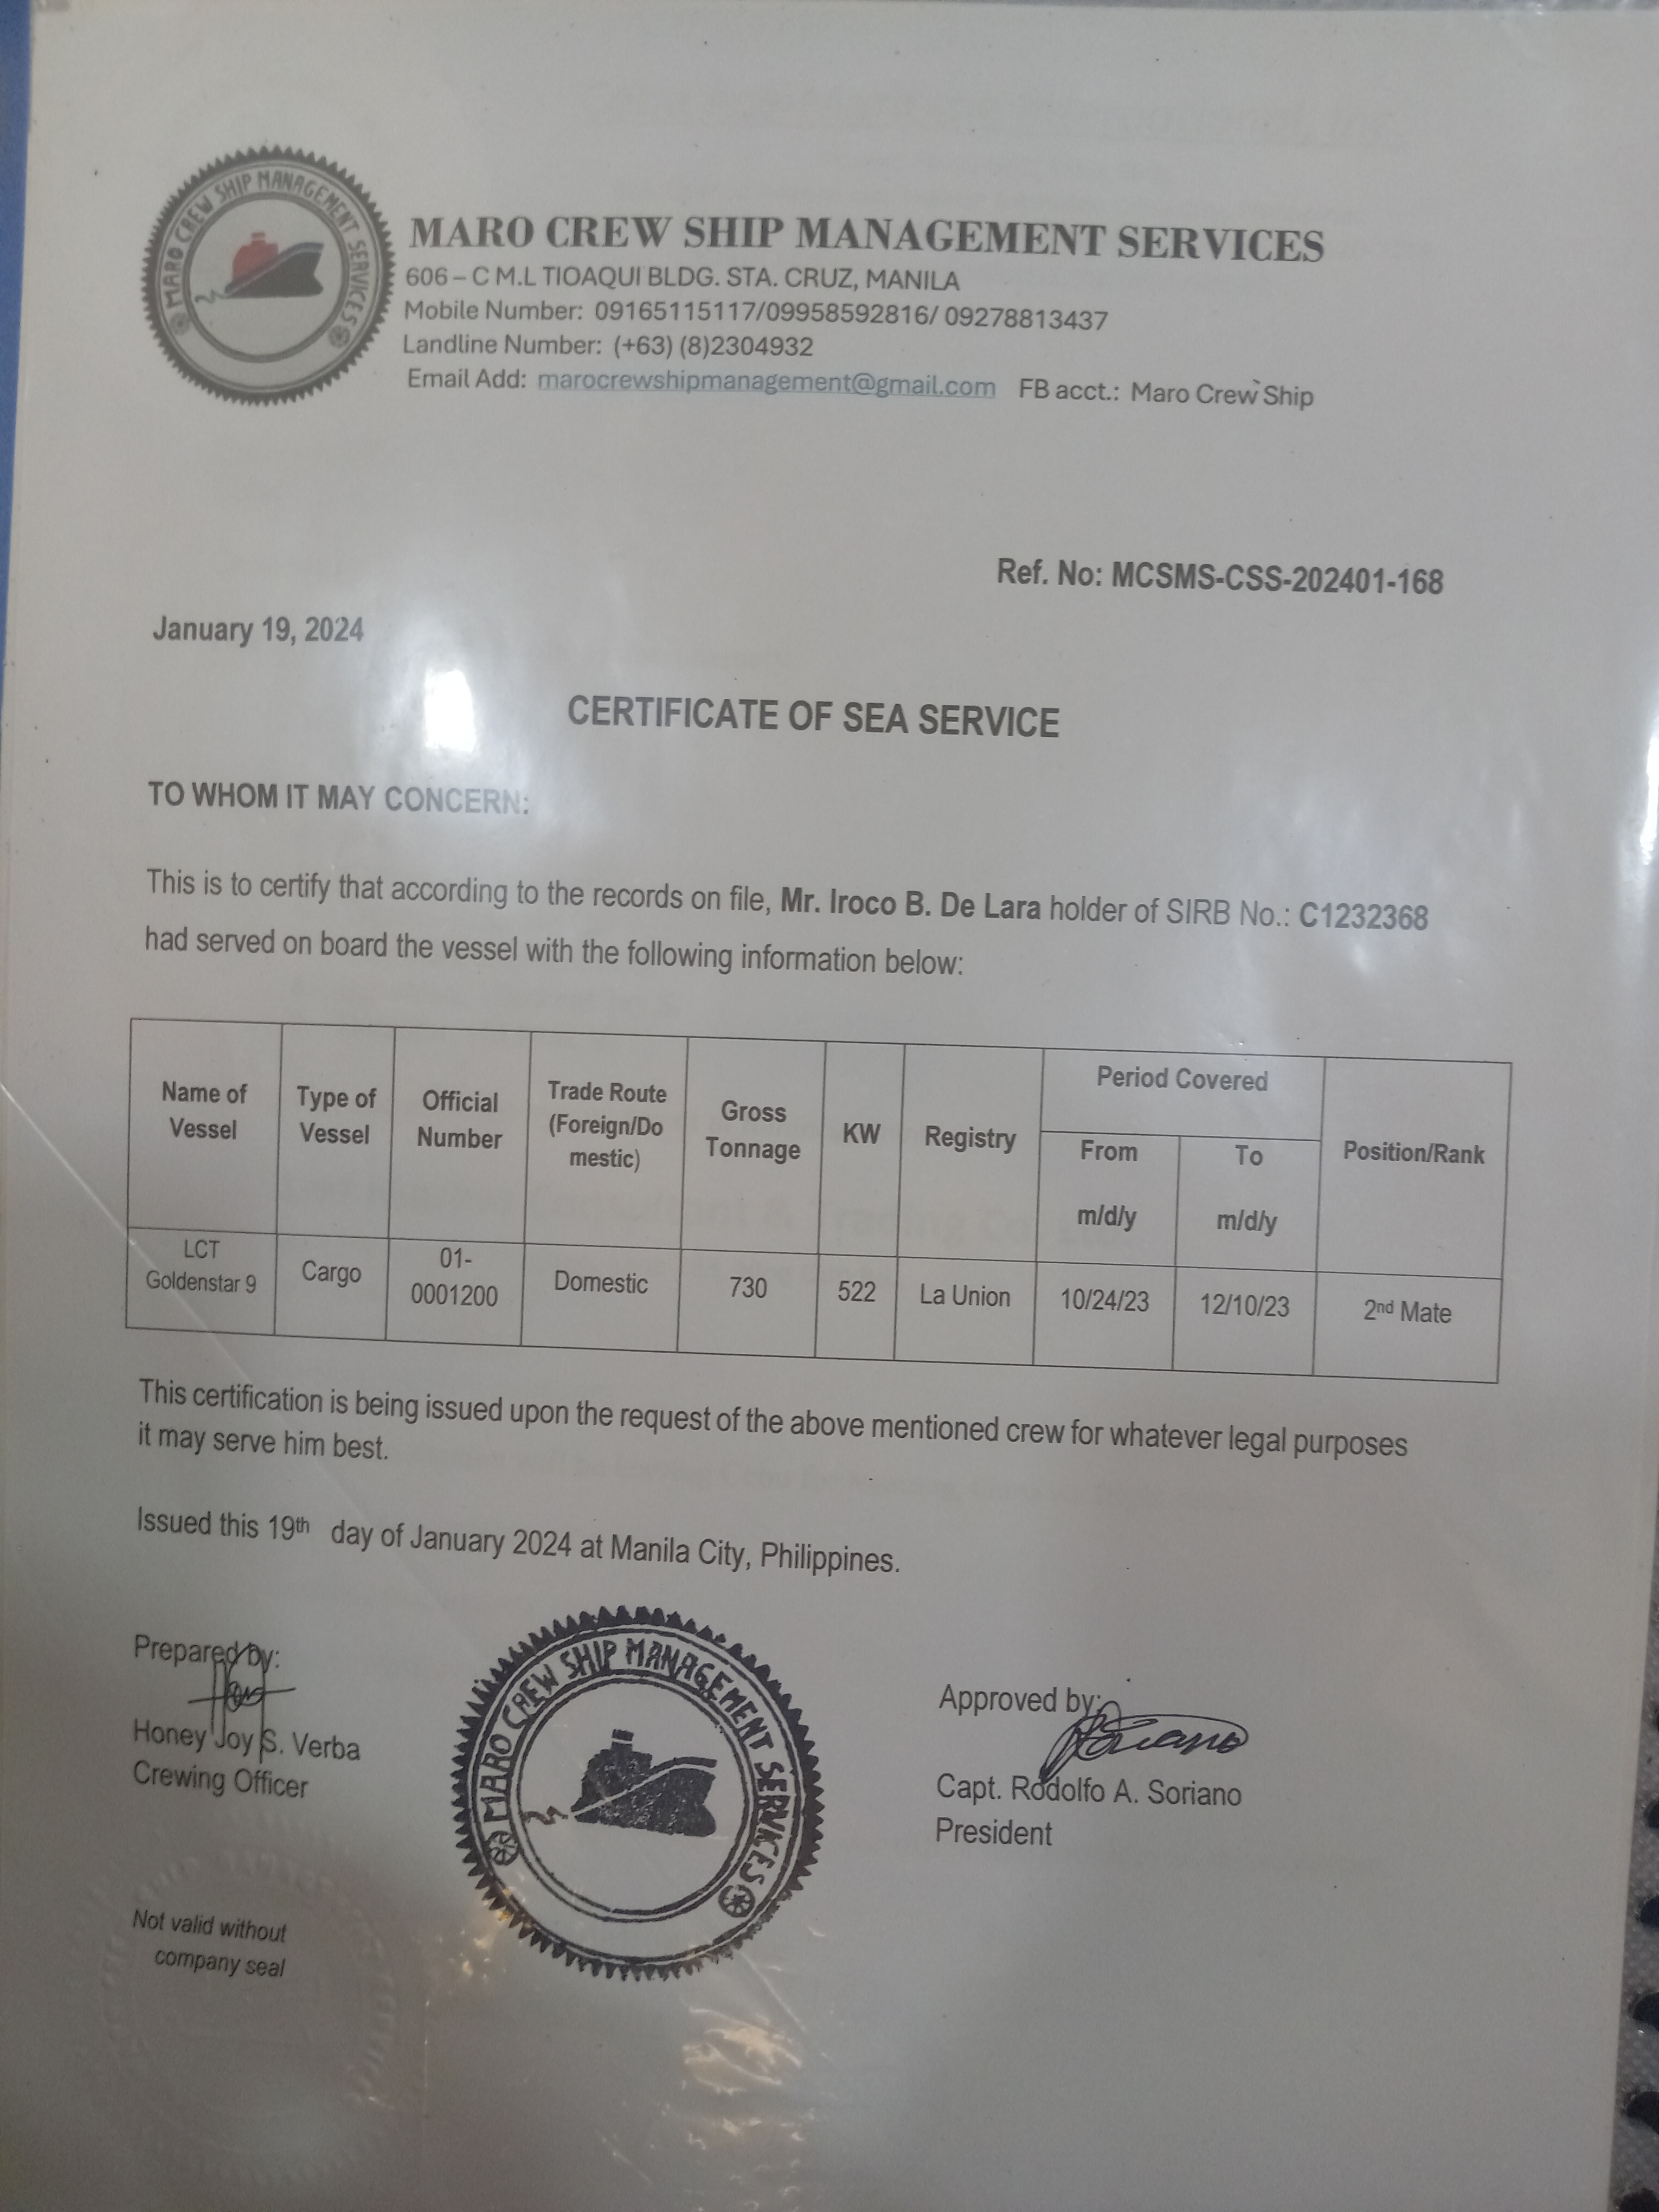 MARO CREW SHIP MANAGEMENT SERVICES
MARO CREW SHIP MANAGEMENT SERVICES
606 – C M.L TIOAQUI BLDG. STA. CRUZ, MANILA
Mobile Number: 09165115117/09958592816/ 09278813437
Landline Number: (+63) (8)2304932
Email Add: marocrewshipmanagement@gmail.com FB acct.: Maro Crew Ship
Ref. No: MCSMS-CSS-202401-168
January 19, 2024
CERTIFICATE OF SEA SERVICE
TO WHOM IT MAY CONCERN:
This is to certify that according to the records on file, Mr. Iroco B. De Lara holder of SIRB No.: C1232368
had served on board the vessel with the following information below:
Name of Vessel
Type of Vessel
Official Number
Trade Route (Foreign/Do mestic)
Gross Tonnage
KW
Registry
Period Covered
From m/d/y
To m/d/y
Position/Rank
LCT Goldenstar 9
Cargo
01-0001200
Domestic
730
522
La Union
10/24/23
12/10/23
2nd Mate
This certification is being issued upon the request of the above mentioned crew for whatever legal purposes
it may serve him best.
Issued this 19th day of January 2024 at Manila City, Philippines.
Prepared by:
Honey Joy S. Verba
Crewing Officer
MARO CREW SHIP MANAGEMENT SERVICES
Approved by:
Capt. Rodolfo A. Soriano
President
Not valid without
company seal